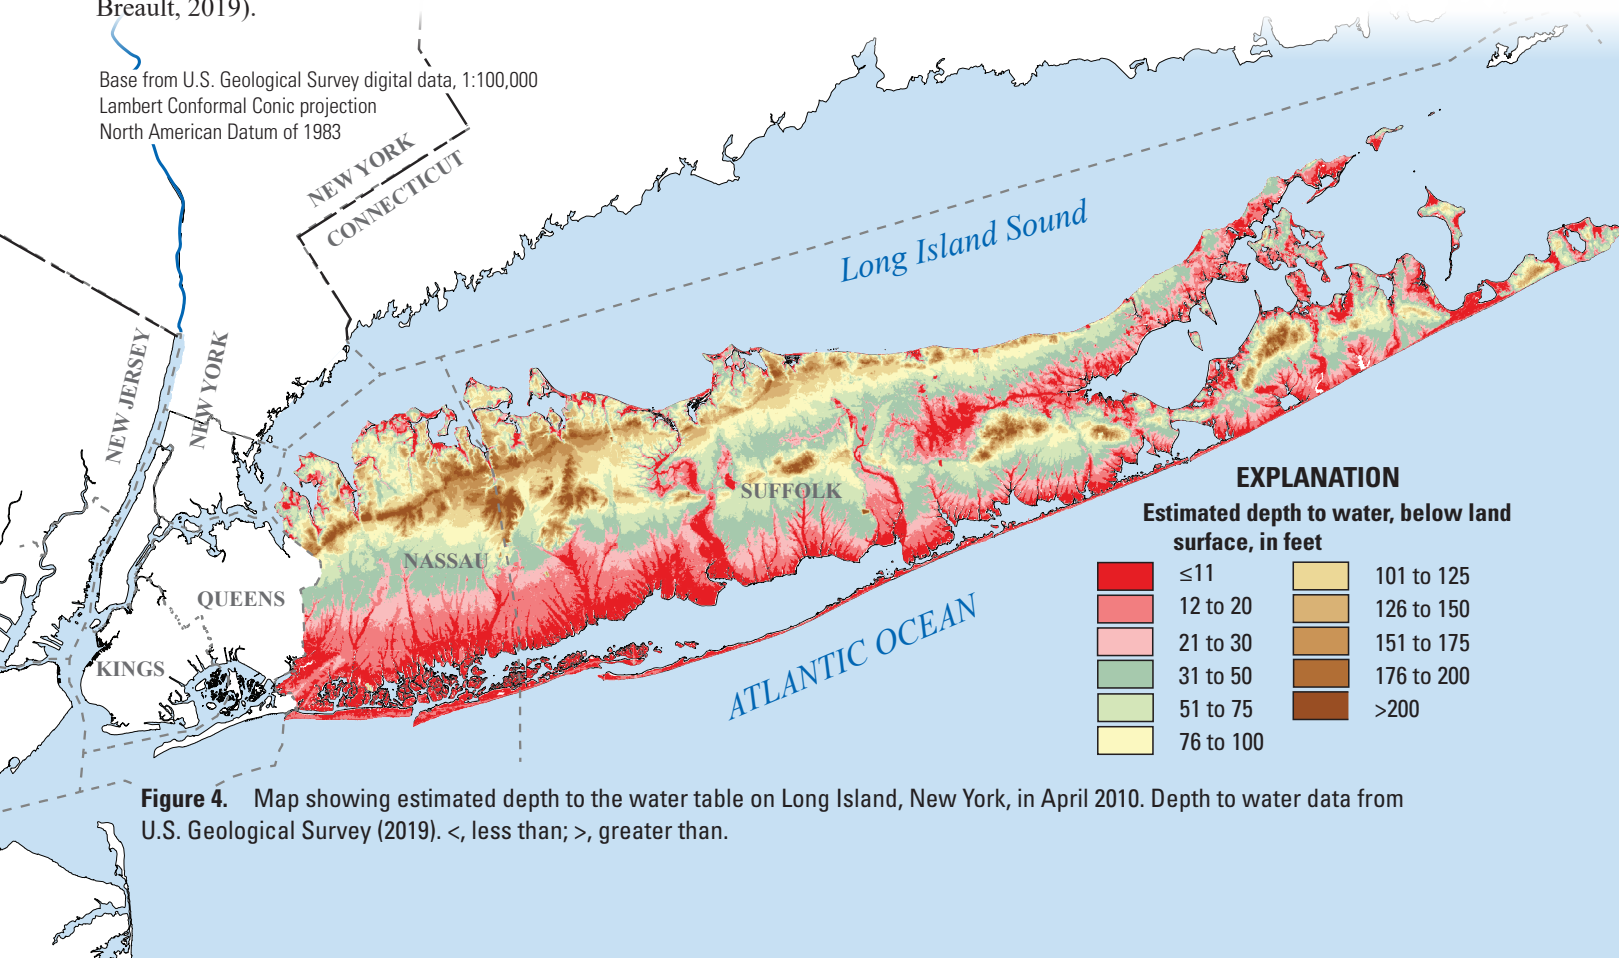 Breault, 2019).
Base from U.S. Geological Survey digital data, 1:100,000
Lambert Conformal Conic projection
North American Datum of 1983
NEW YORK
CONNECTICUT
Long Island Sound
NEW JERSEY
NEW YORK
SUFFOLK
NASSAU
QUEENS
KINGS
ATLANTIC OCEAN
EXPLANATION
Estimated depth to water, below land
surface, in feet
≤11
12 to 20
21 to 30
31 to 50
51 to 75
76 to 100
101 to 125
126 to 150
151 to 175
176 to 200
>200
Figure 4. Map showing estimated depth to the water table on Long Island, New York, in April 2010. Depth to water data from
U.S. Geological Survey (2019). <, less than; >, greater than.